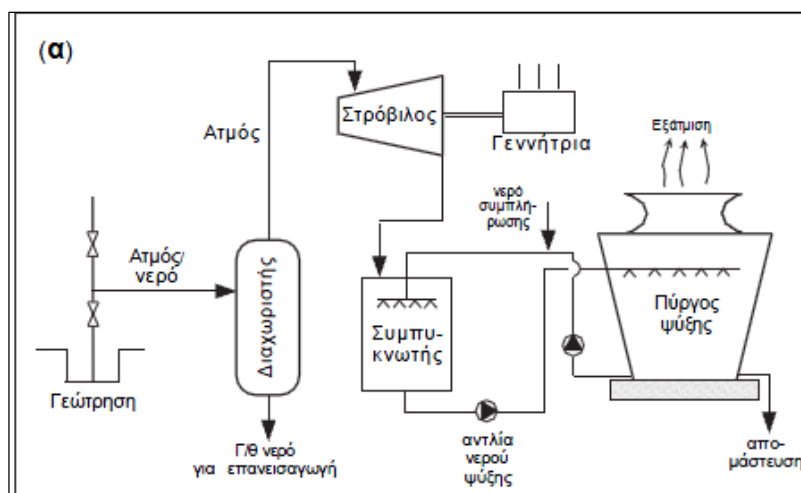 (α)
Στρόβιλος
Γεννήτρια
Εξάτμιση
Ατμός
νερό
συμπλή-
ρωσης
Ατμός/
νερό
Διαχωριστής
Συμπυ-
κνωτής
Πύργος
ψύξης
Γεώτρηση
Γ/θ νερό
για επανεισαγωγή
αντλία
νερού
ψύξης
απο-
μάστευση